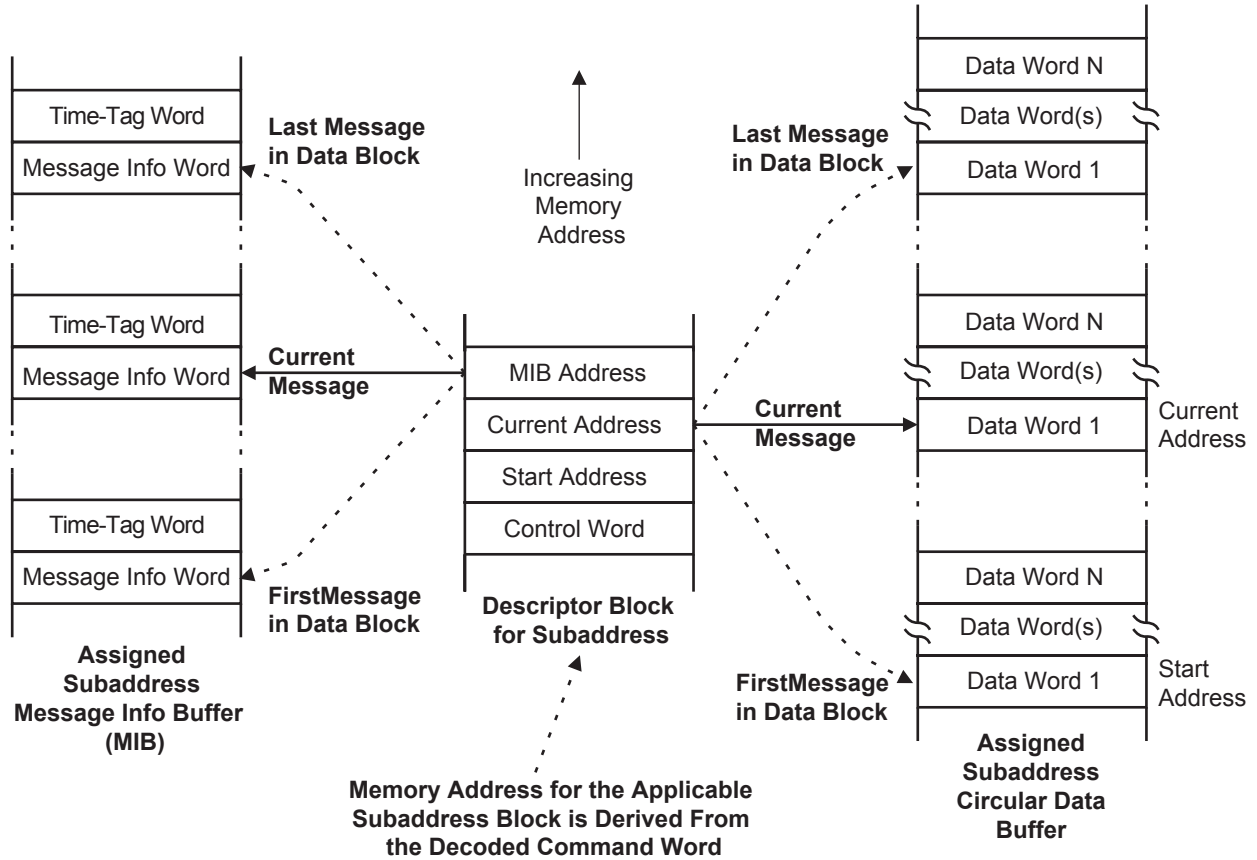 Time-Tag Word
Message Info Word
Time-Tag Word
Message Info Word
Time-Tag Word
Message Info Word
Assigned
Subaddress
Message Info Buffer
(MIB)
Last Message
in Data Block
Current
Message
FirstMessage
in Data Block
Increasing
Memory
Address
MIB Address
Current Address
Start Address
Control Word
Descriptor Block
for Subaddress
Memory Address for the Applicable
Subaddress Block is Derived From
the Decoded Command Word
Last Message
in Data Block
Current
Message
FirstMessage
in Data Block
Data Word N
Data Word(s)
Data Word 1
Data Word N
Data Word(s)
Data Word 1
Current
Address
Data Word N
Data Word(s)
Data Word 1
Start
Address
Assigned
Subaddress
Circular Data
Buffer